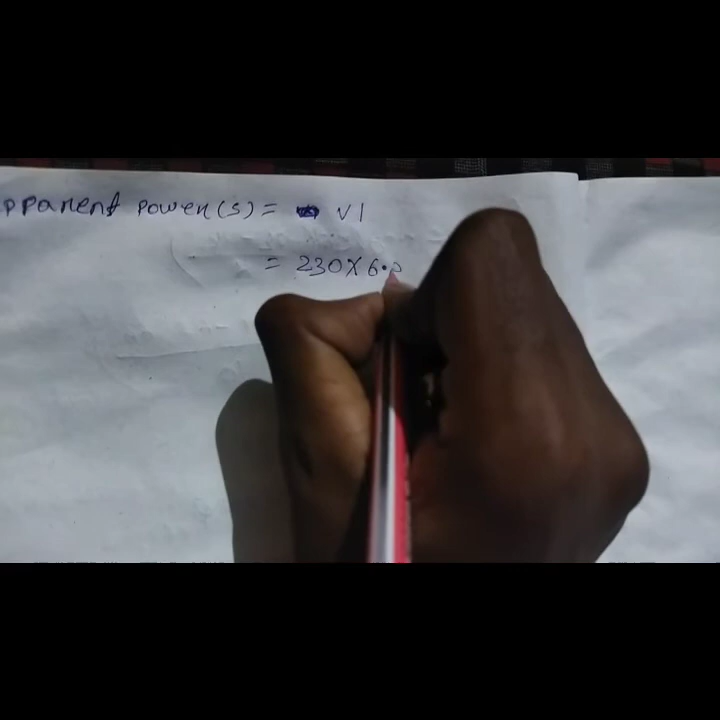 pparent power(s) = VI
= 230X6.